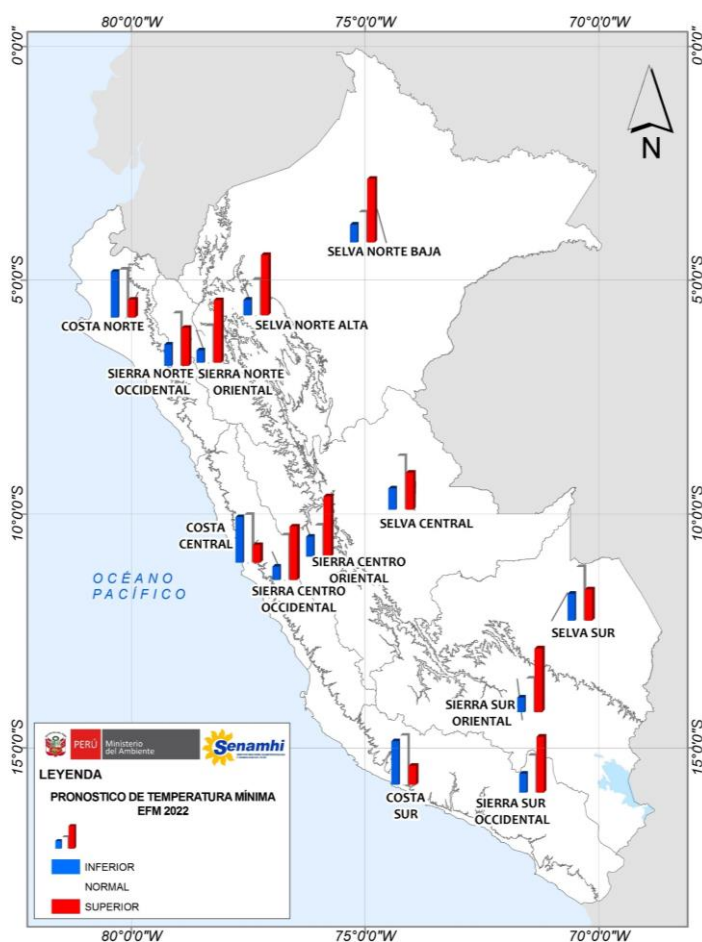 80°0'0"W 75°0'0"W 70°0'0"W
0°0'0" 0°0'0"
N
SELVA NORTE BAJA
5°0'0"S 5°0'0"S
COSTA NORTE
SELVA NORTE ALTA
SIERRA NORTE
OCCIDENTAL
SIERRA NORTE
ORIENTAL
SELVA CENTRAL
10°0'0"S 10°0'0"S
COSTA
CENTRAL
SIERRA CENTRO
ORIENTAL
SIERRA CENTRO
OCCIDENTAL
OCÉANO
PACÍFICO
SELVA SUR
SIERRA SUR
ORIENTAL
15°0'0"S 15°0'0"S
COSTA
SUR
SIERRA SUR
OCCIDENTAL
PERÚ
Ministerio
del Ambiente
Senamhi
LEYENDA
PRONOSTICO DE TEMPERATURA MÍNIMA
EFM 2022
INFERIOR
NORMAL
SUPERIOR
80°0'0"W 75°0'0"W 70°0'0"W